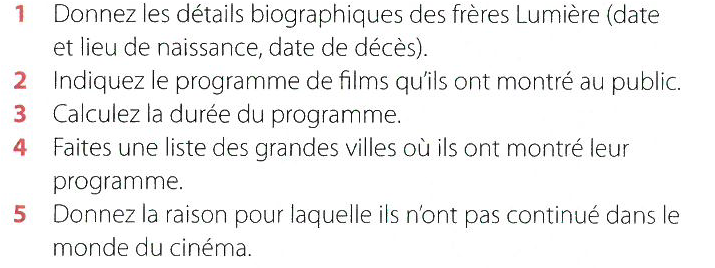 1 Donnez les détails biographiques des frères Lumière (date
et lieu de naissance, date de décès).
2 Indiquez le programme de films qu'ils ont montré au public.
3 Calculez la durée du programme.
4 Faites une liste des grandes villes où ils ont montré leur
programme.
5 Donnez la raison pour laquelle ils n'ont pas continué dans le
monde du cinéma.